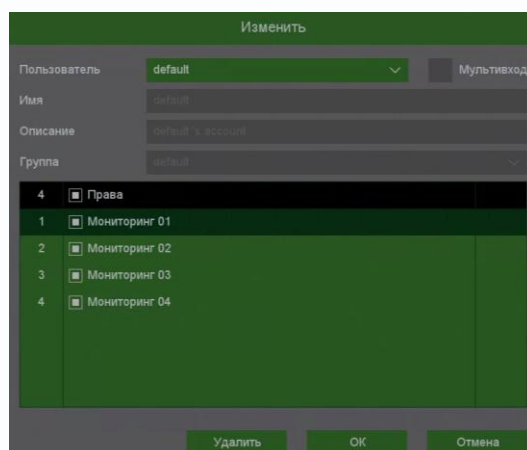 Изменить
Пользователь default Мультивход
Имя default
Описание default 's account
Группа default
4 Права
1 Мониторинг 01
2 Мониторинг 02
3 Мониторинг 03
4 Мониторинг 04
Удалить ОК Отмена